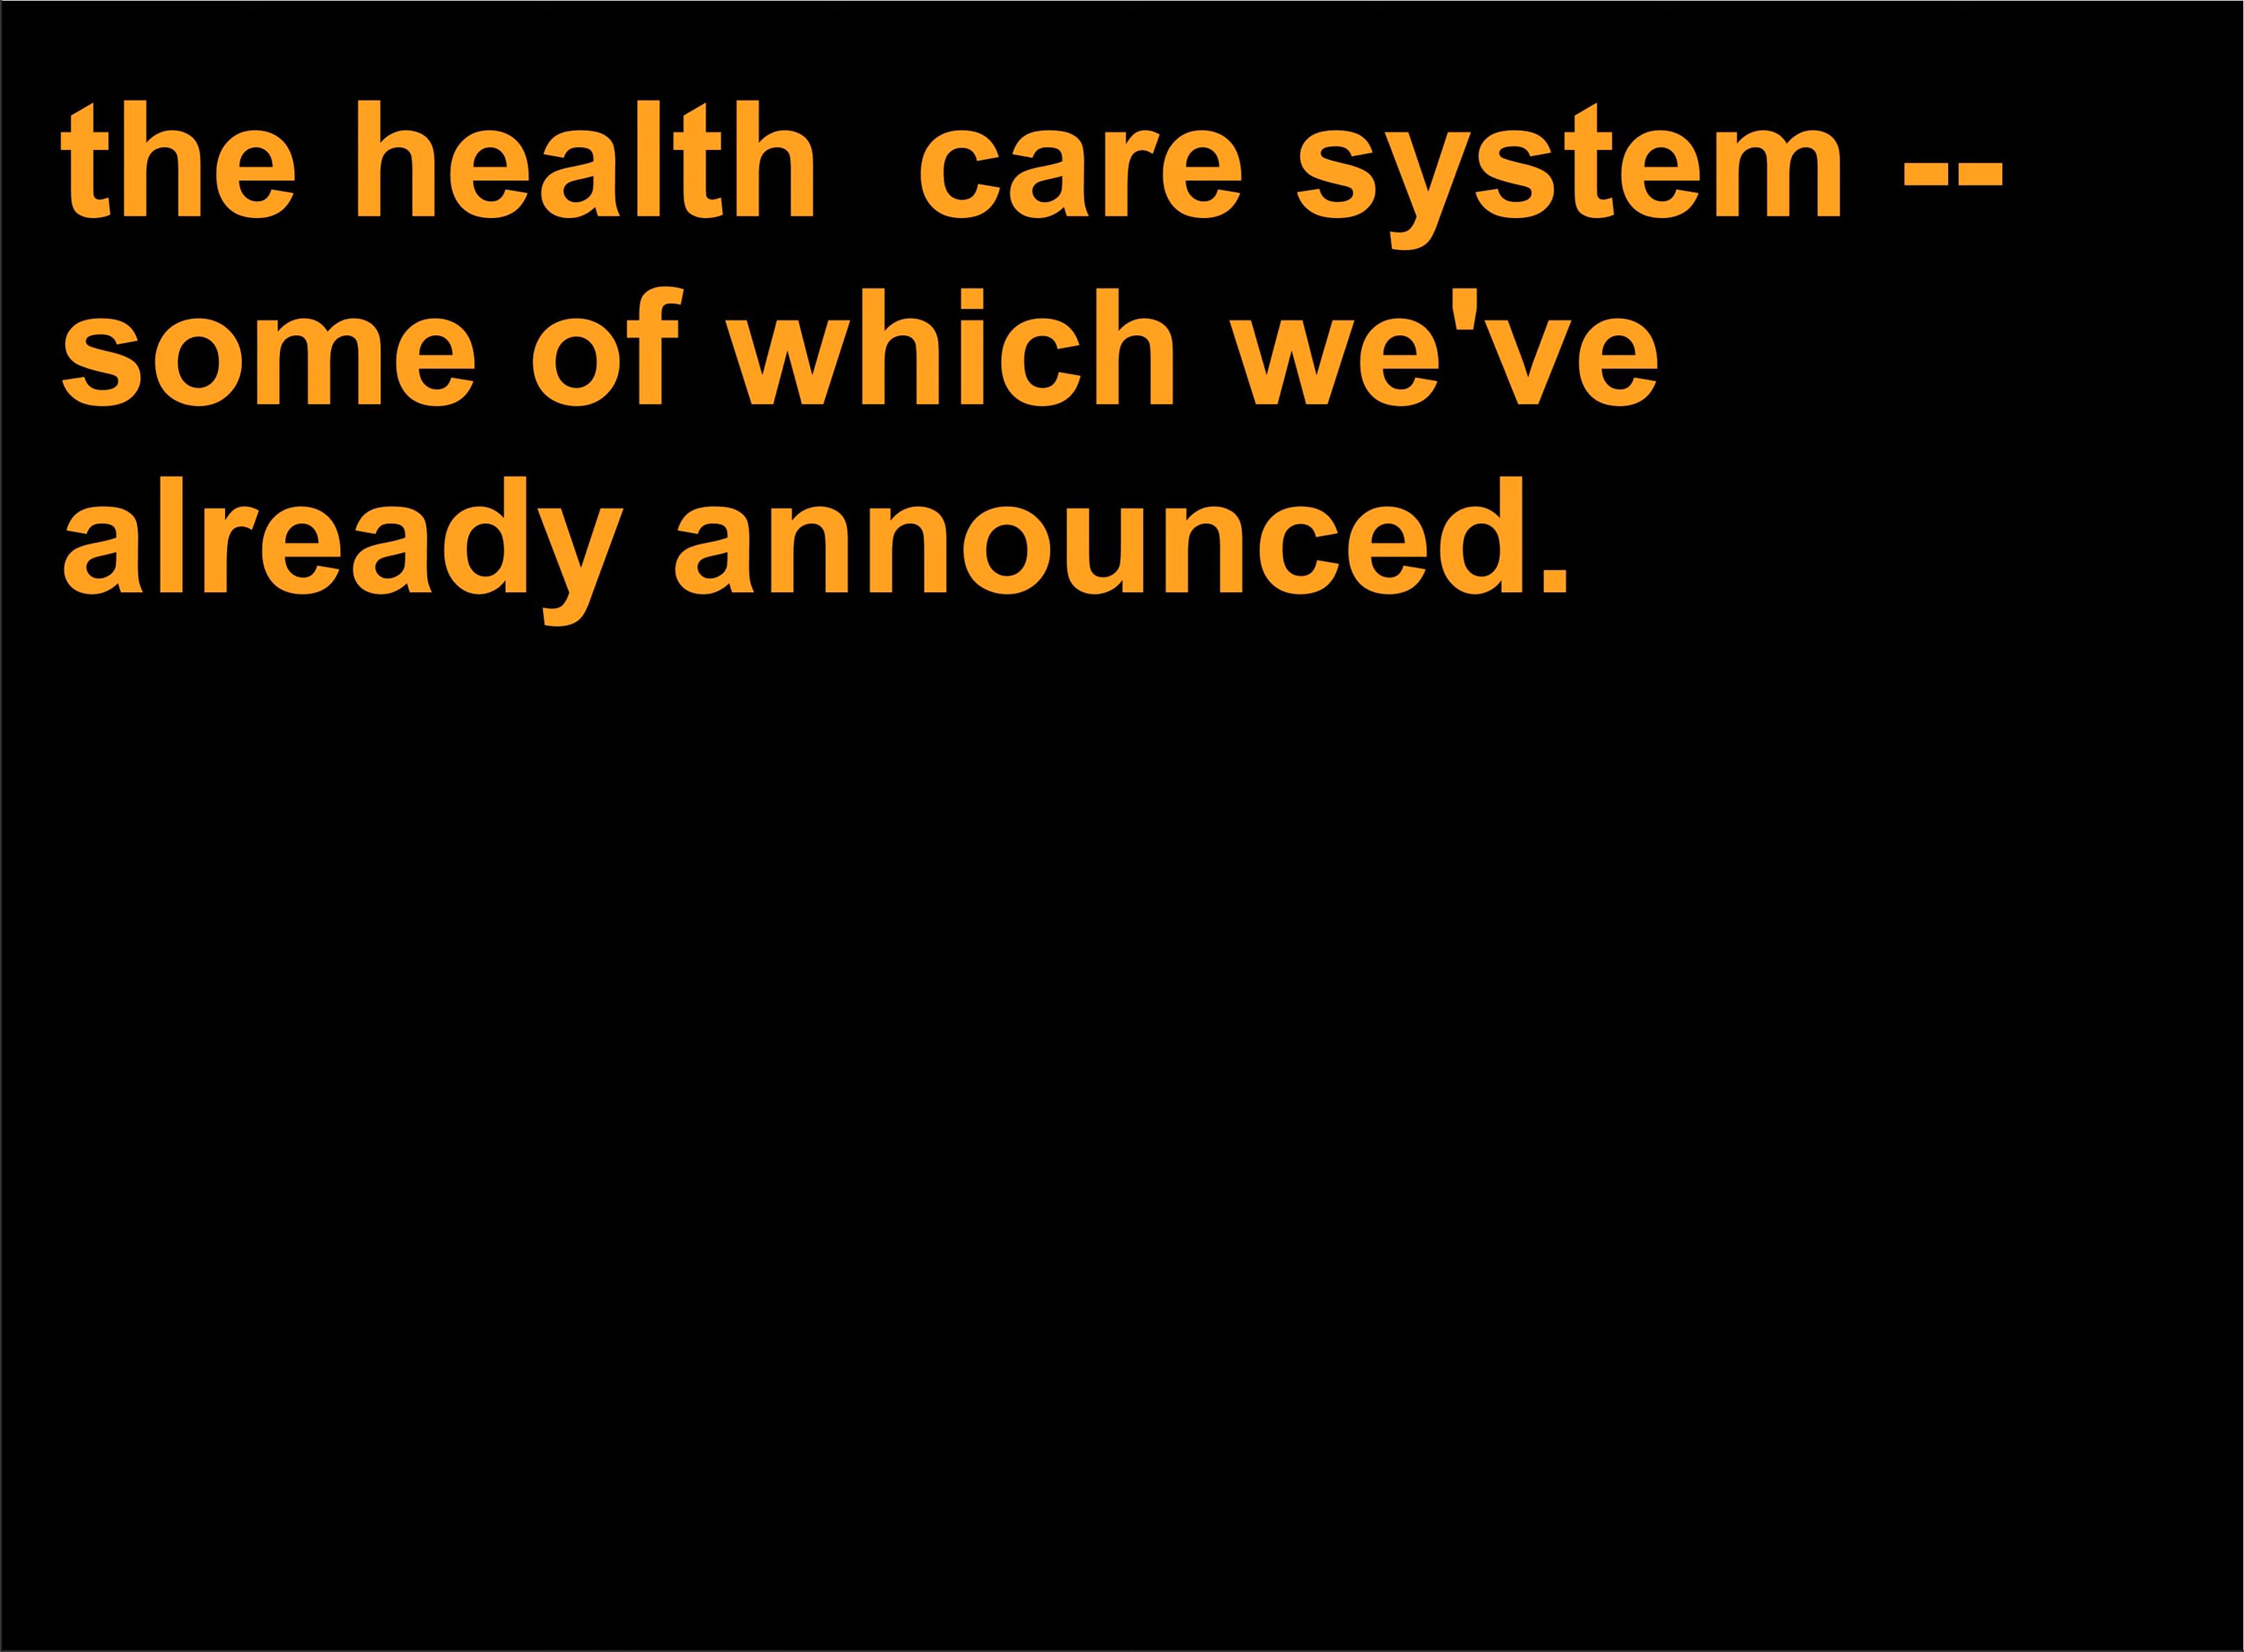 the health  care system --
some of which we've
already announced.